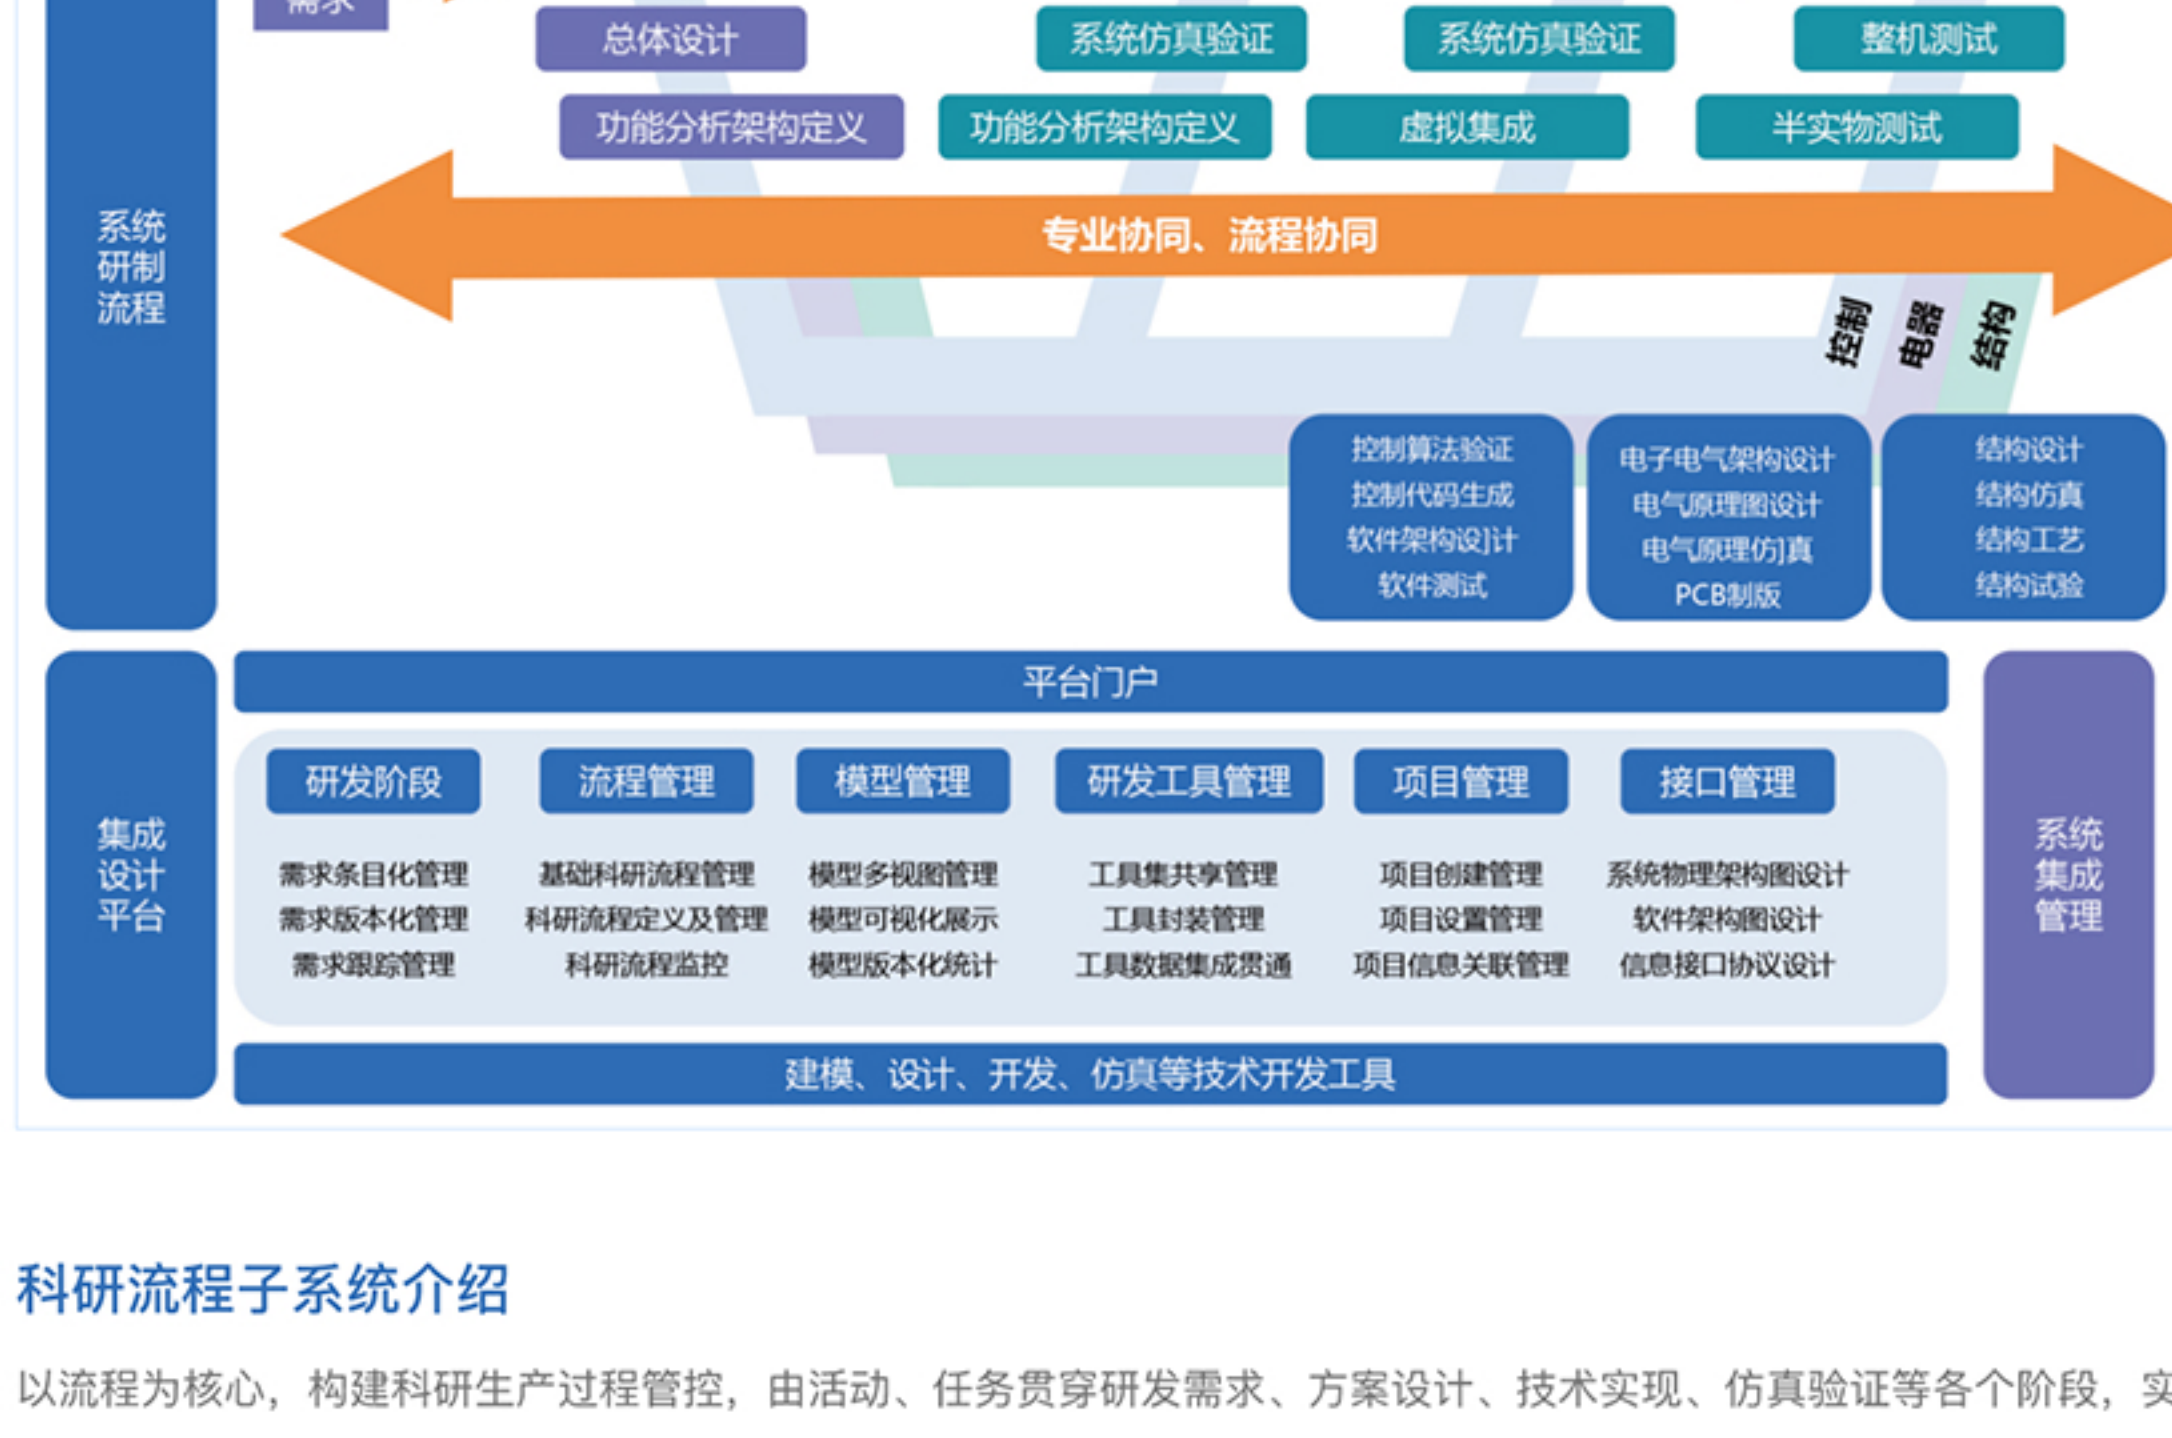 需求
总体设计
系统仿真验证
系统仿真验证
整机测试
功能分析架构定义
功能分析架构定义
虚拟集成
半实物测试
系统
研制
流程
专业协同、流程协同
控制
电器
结构
控制算法验证
控制代码生成
软件架构设]计
软件测试
电子电气架构设计
电气原理图设计
电气原理仿]真
PCB制版
结构设计
结构仿真
结构工艺
结构试验
集成
设计
平台
平台门户
研发阶段
需求条目化管理
需求版本化管理
需求跟踪管理
流程管理
基础科研流程管理
科研流程定义及管理
科研流程监控
模型管理
模型多视图管理
模型可视化展示
模型版本化统计
研发工具管理
工具集共享管理
工具封装管理
工具数据集成贯通
项目管理
项目创建管理
项目设置管理
项目信息关联管理
接口管理
系统物理架构图设计
软件架构图设计
信息接口协议设计
系统
集成
管理
建模、设计、开发、仿真等技术开发工具
科研流程子系统介绍
以流程为核心，构建科研生产过程管控，由活动、任务贯穿研发需求、方案设计、技术实现、仿真验证等各个阶段，实